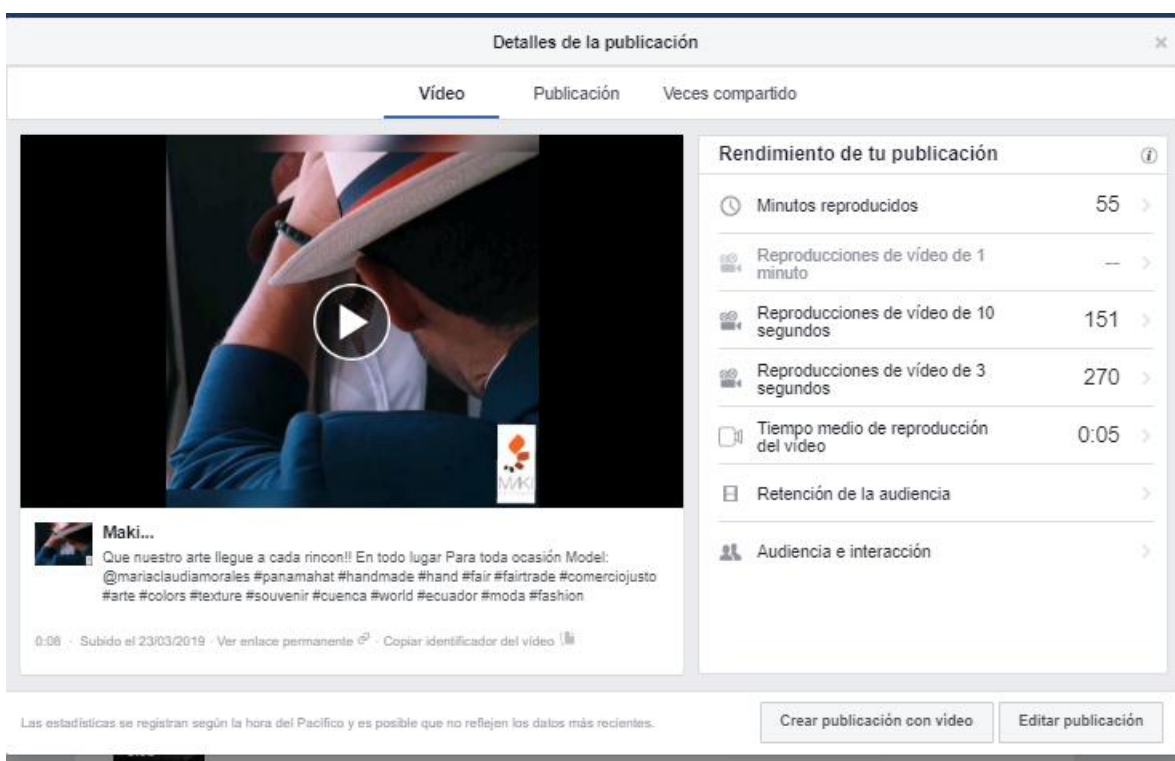 Detalles de la publicación
×
Vídeo
Publicación
Veces compartido
MAKI
Maki...
Que nuestro arte llegue a cada rincon!! En todo lugar Para toda ocasión Model:
@mariaclaudiamorales #panamahat #handmade #hand #fair #fairtrade #comerciojusto
#arte #colors #texture #souvenir #cuenca #world #ecuador #moda #fashion
0:08 · Subido el 23/03/2019 · Ver enlace permanente · Copiar identificador del vídeo
Rendimiento de tu publicación
Minutos reproducidos 55
Reproducciones de vídeo de 1
minuto --
Reproducciones de vídeo de 10
segundos 151
Reproducciones de vídeo de 3
segundos 270
Tiempo medio de reproducción
del vídeo 0:05
Retención de la audiencia
Audiencia e interacción
Las estadísticas se registran según la hora del Pacífico y es posible que no reflejen los datos más recientes.
Crear publicación con vídeo
Editar publicación